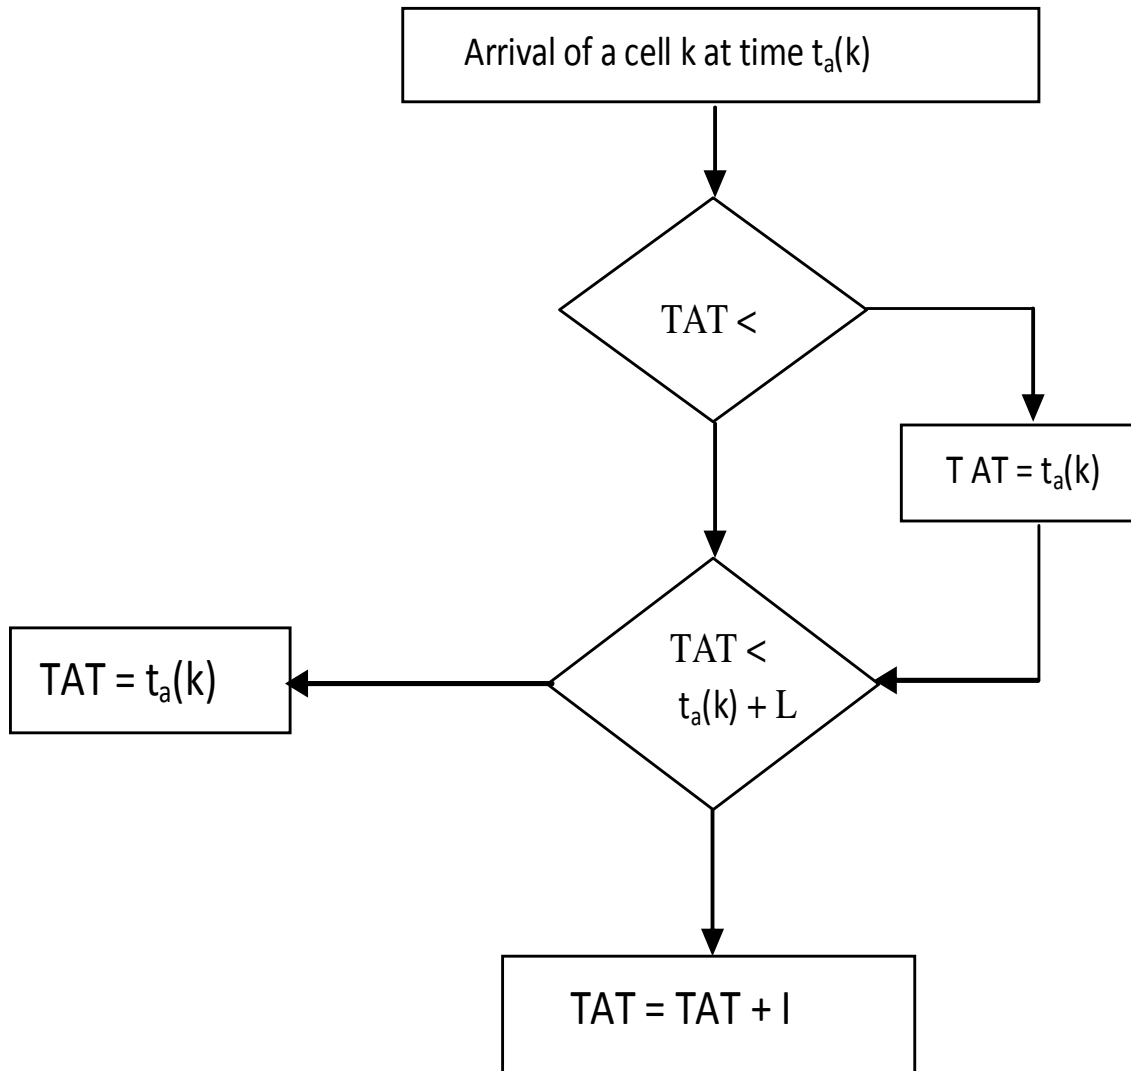 Arrival of a cell k at time tₐ(k)
TAT <
T AT = tₐ(k)
TAT <
tₐ(k) + L
TAT = tₐ(k)
TAT = TAT + I